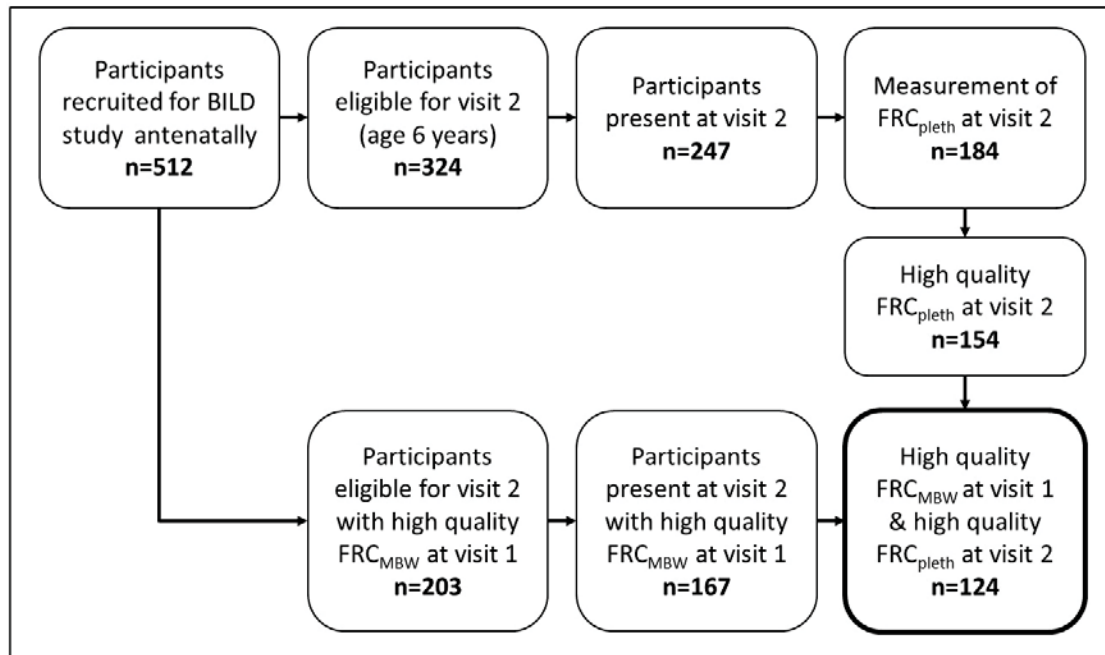 Participants
recruited for BILD
study antenatally
n=512
Participants
eligible for visit 2
(age 6 years)
n=324
Participants
present at visit 2
n=247
Measurement of
FRCpleth at visit 2
n=184
High quality
FRCpleth at visit 2
n=154
Participants
eligible for visit 2
with high quality
FRCMBW at visit 1
n=203
Participants
present at visit 2
with high quality
FRCMBW at visit 1
n=167
High quality
FRCMBW at visit 1
& high quality
FRCpleth at visit 2
n=124